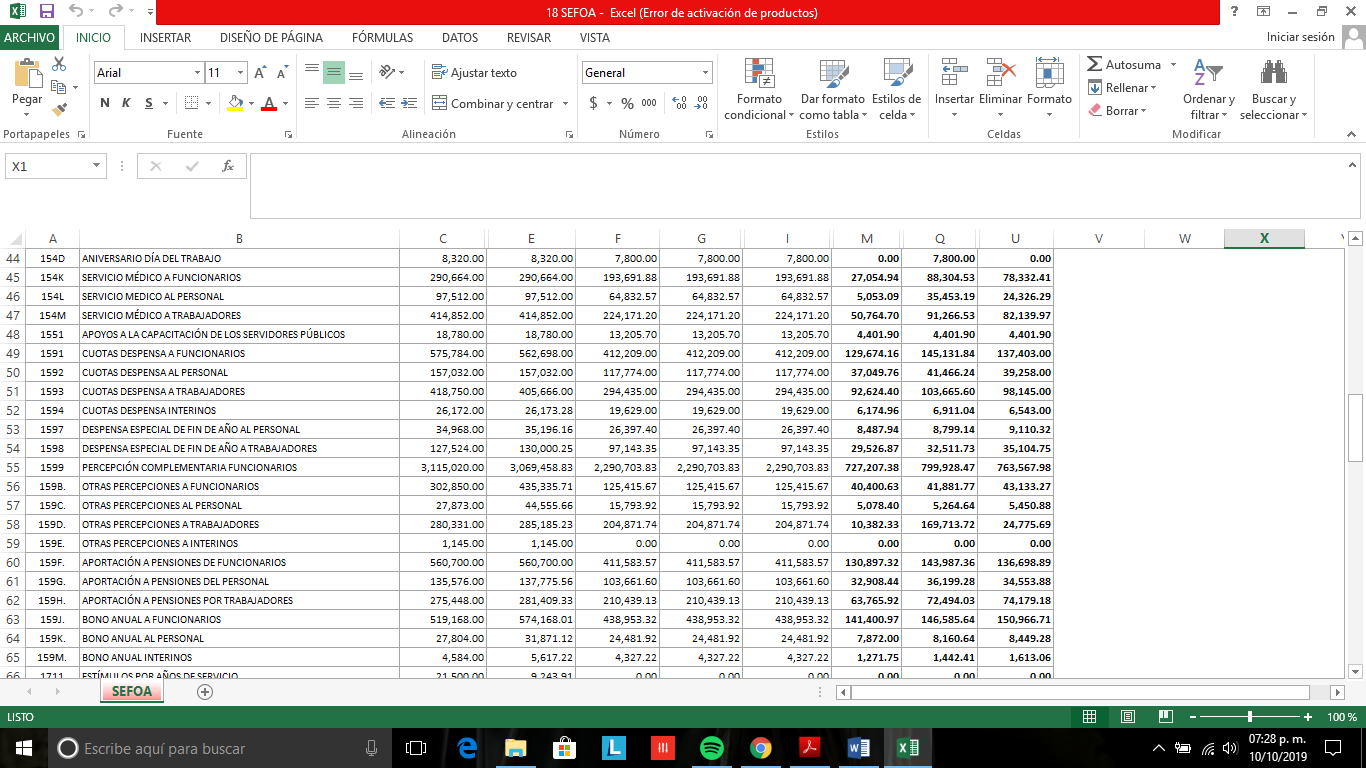 18 SEFOA - Excel (Error de activación de productos)
ARCHIVO INICIO INSERTAR DISEÑO DE PÁGINA FÓRMULAS DATOS REVISAR VISTA Iniciar sesión
Pegar Arial 11 Ajustar texto General Formato condicional Dar formato como tabla Estilos de celda Insertar Eliminar Formato Autosuma Rellenar Borrar Ordenar y filtrar Buscar y seleccionar
N K S Combinar y centrar $ % 000
Portapapeles Fuente Alineación Número Estilos Celdas Modificar
X1 fx
A B C E F G I M Q U V W X
44 154D ANIVERSARIO DÍA DEL TRABAJO 8,320.00 8,320.00 7,800.00 7,800.00 7,800.00 0.00 7,800.00 0.00
45 154K SERVICIO MÉDICO A FUNCIONARIOS 290,664.00 290,664.00 193,691.88 193,691.88 193,691.88 27,054.94 88,304.53 78,332.41
46 154L SERVICIO MEDICO AL PERSONAL 97,512.00 97,512.00 64,832.57 64,832.57 64,832.57 5,053.09 35,453.19 24,326.29
47 154M SERVICIO MÉDICO A TRABAJADORES 414,852.00 414,852.00 224,171.20 224,171.20 224,171.20 50,764.70 91,266.53 82,139.97
48 1551 APOYOS A LA CAPACITACIÓN DE LOS SERVIDORES PÚBLICOS 18,780.00 18,780.00 13,205.70 13,205.70 13,205.70 4,401.90 4,401.90 4,401.90
49 1591 CUOTAS DESPENSA A FUNCIONARIOS 575,784.00 562,698.00 412,209.00 412,209.00 412,209.00 129,674.16 145,131.84 137,403.00
50 1592 CUOTAS DESPENSA AL PERSONAL 157,032.00 157,032.00 117,774.00 117,774.00 117,774.00 37,049.76 41,466.24 39,258.00
51 1593 CUOTAS DESPENSA A TRABAJADORES 418,750.00 405,666.00 294,435.00 294,435.00 294,435.00 92,624.40 103,665.60 98,145.00
52 1594 CUOTAS DESPENSA INTERINOS 26,172.00 26,173.28 19,629.00 19,629.00 19,629.00 6,174.96 6,911.04 6,543.00
53 1597 DESPENSA ESPECIAL DE FIN DE AÑO AL PERSONAL 34,968.00 35,196.16 26,397.40 26,397.40 26,397.40 8,487.94 8,799.14 9,110.32
54 1598 DESPENSA ESPECIAL DE FIN DE AÑO A TRABAJADORES 127,524.00 130,000.25 97,143.35 97,143.35 97,143.35 29,526.87 32,511.73 35,104.75
55 1599 PERCEPCIÓN COMPLEMENTARIA FUNCIONARIOS 3,115,020.00 3,069,458.83 2,290,703.83 2,290,703.83 2,290,703.83 727,207.38 799,928.47 763,567.98
56 159B. OTRAS PERCEPCIONES A FUNCIONARIOS 302,850.00 435,335.71 125,415.67 125,415.67 125,415.67 40,400.63 41,881.77 43,133.27
57 159C. OTRAS PERCEPCIONES AL PERSONAL 27,873.00 44,555.66 15,793.92 15,793.92 15,793.92 5,078.40 5,264.64 5,450.88
58 159D. OTRAS PERCEPCIONES A TRABAJADORES 280,331.00 285,185.23 204,871.74 204,871.74 204,871.74 10,382.33 169,713.72 24,775.69
59 159E. OTRAS PERCEPCIONES A INTERINOS 1,145.00 1,145.00 0.00 0.00 0.00 0.00 0.00 0.00
60 159F. APORTACIÓN A PENSIONES DE FUNCIONARIOS 560,700.00 560,700.00 411,583.57 411,583.57 411,583.57 130,897.32 143,987.36 136,698.89
61 159G. APORTACIÓN A PENSIONES DEL PERSONAL 135,576.00 137,775.56 103,661.60 103,661.60 103,661.60 32,908.44 36,199.28 34,553.88
62 159H. APORTACIÓN A PENSIONES POR TRABAJADORES 275,448.00 281,409.33 210,439.13 210,439.13 210,439.13 63,765.92 72,494.03 74,179.18
63 159J. BONO ANUAL A FUNCIONARIOS 519,168.00 574,168.01 438,953.32 438,953.32 438,953.32 141,400.97 146,585.64 150,966.71
64 159K. BONO ANUAL AL PERSONAL 27,804.00 31,871.12 24,481.92 24,481.92 24,481.92 7,872.00 8,160.64 8,449.28
65 159M. BONO ANUAL INTERINOS 4,584.00 5,617.22 4,327.22 4,327.22 4,327.22 1,271.75 1,442.41 1,613.06
66 1711 ESTÍMULOS POR AÑOS DE SERVICIO 21,500.00 9,243.91 0.00 0.00 0.00 0.00 0.00 0.00
SEFOA
LISTO 100 %
Escribe aquí para buscar 07:28 p. m.
10/10/2019